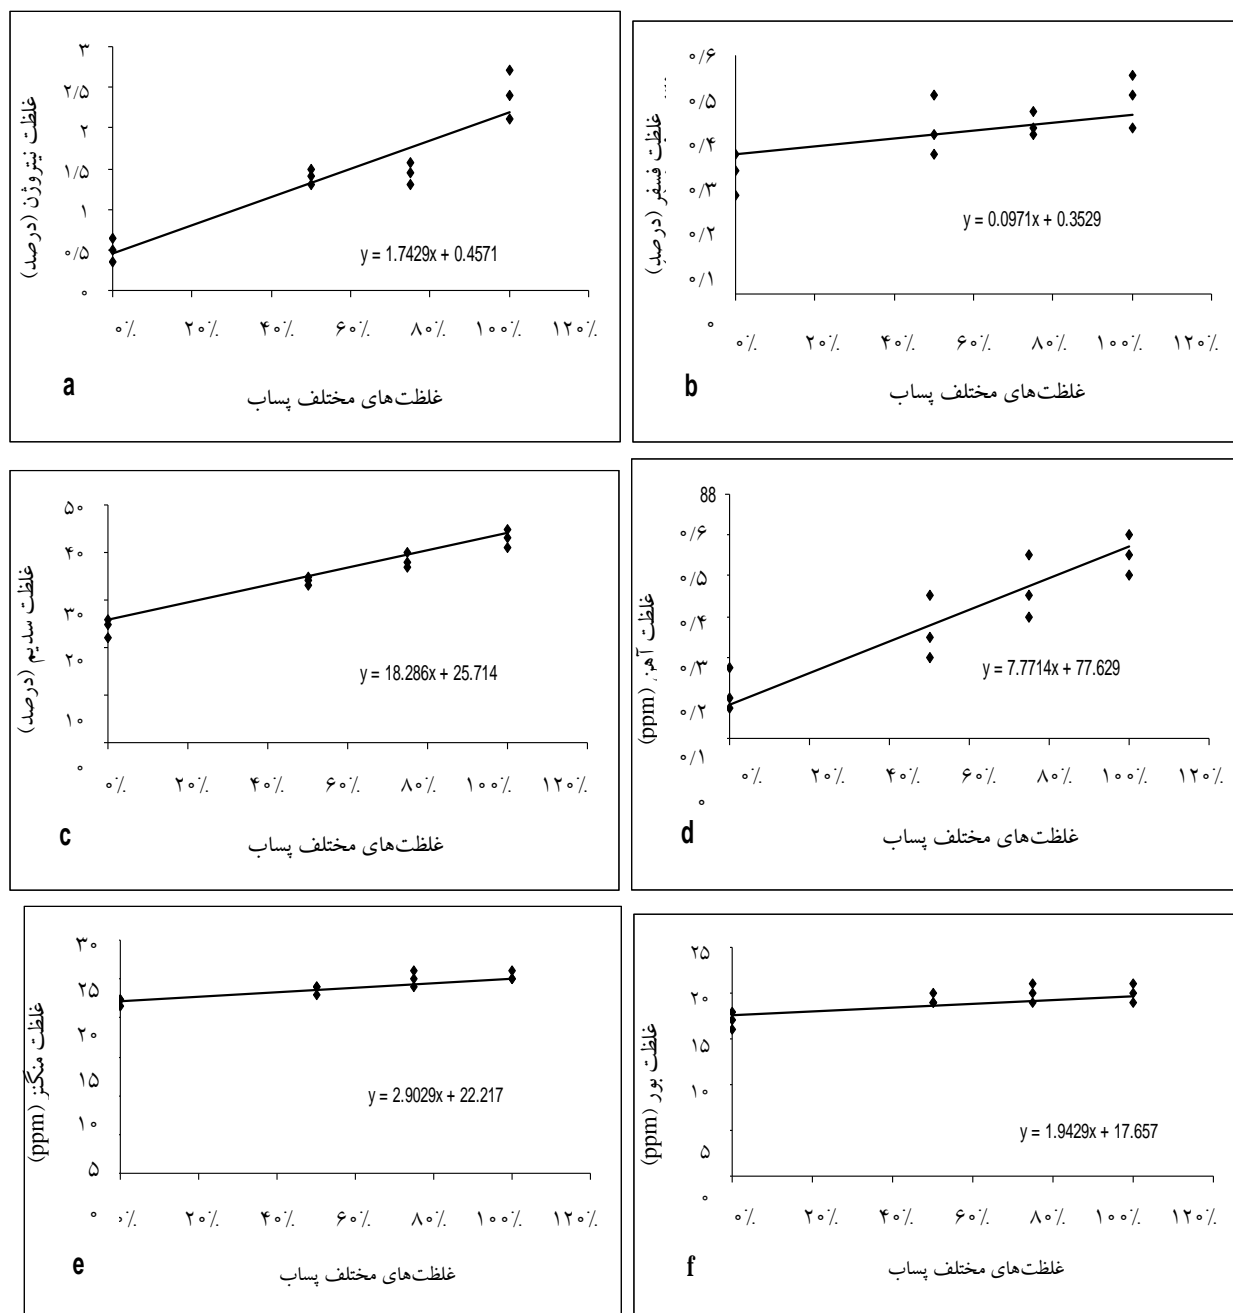 غلظت نیتروژن (درصد)
۳
۲/۵
۲
۱/۵
۱
۰/۵
۰
y = 1.7429x + 0.4571
۰٪ ۲۰٪ ۴۰٪ ۶۰٪ ۸۰٪ ۱۰۰٪ ۱۲۰٪
a
غلظت‌های مختلف پساب
غلظت فسفر (درصد)
۰/۶
۰/۵
۰/۴
۰/۳
۰/۲
۰/۱
۰
y = 0.0971x + 0.3529
۰٪ ۲۰٪ ۴۰٪ ۶۰٪ ۸۰٪ ۱۰۰٪ ۱۲۰٪
b
غلظت‌های مختلف پساب
غلظت سدیم (درصد)
۵۰
۴۰
۳۰
۲۰
۱۰
۰
y = 18.286x + 25.714
۰٪ ۲۰٪ ۴۰٪ ۶۰٪ ۸۰٪ ۱۰۰٪ ۱۲۰٪
c
غلظت‌های مختلف پساب
غلظت آهن (ppm)
88
۰/۶
۰/۵
۰/۴
۰/۳
۰/۲
۰/۱
۰
y = 7.7714x + 77.629
۰٪ ۲۰٪ ۴۰٪ ۶۰٪ ۸۰٪ ۱۰۰٪ ۱۲۰٪
d
غلظت‌های مختلف پساب
غلظت منگنز (ppm)
۳۰
۲۵
۲۰
۱۵
۱۰
۵
۰
y = 2.9029x + 22.217
۰٪ ۲۰٪ ۴۰٪ ۶۰٪ ۸۰٪ ۱۰۰٪ ۱۲۰٪
e
غلظت‌های مختلف پساب
غلظت بور (ppm)
۲۵
۲۰
۱۵
۱۰
۵
۰
y = 1.9429x + 17.657
۰٪ ۲۰٪ ۴۰٪ ۶۰٪ ۸۰٪ ۱۰۰٪ ۱۲۰٪
f
غلظت‌های مختلف پساب